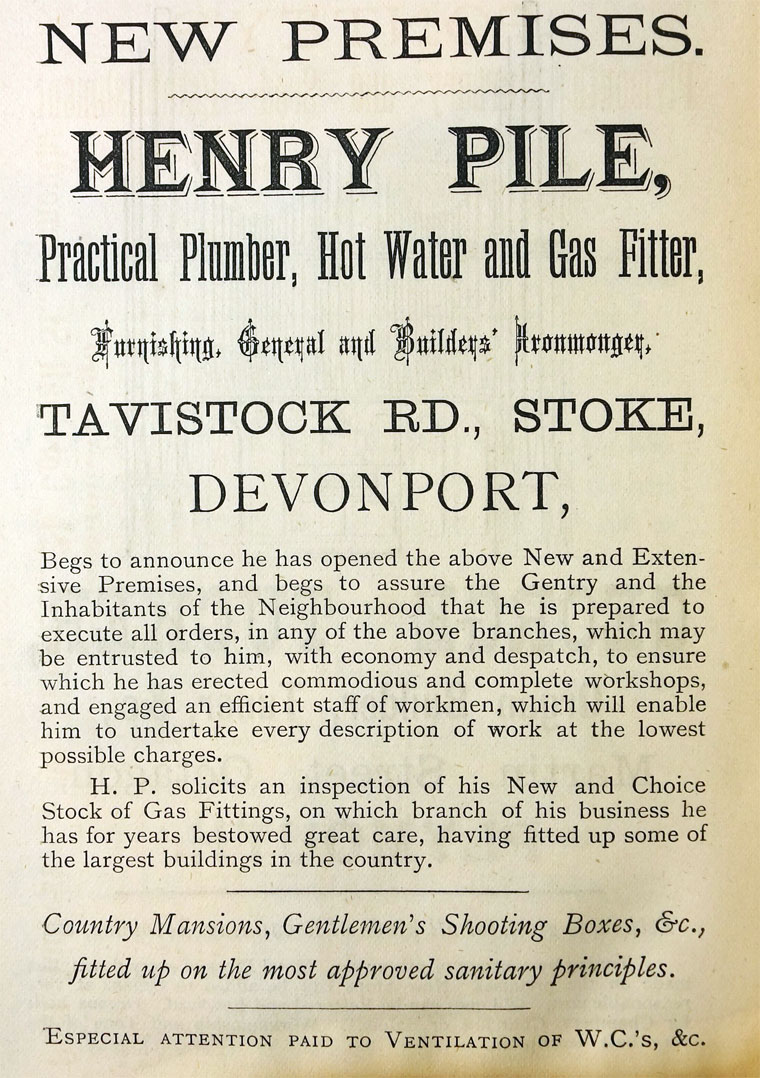 NEW PREMISES.
HENRY PILE,
Practical Plumber, Hot Water and Gas Fitter,
Furnishing, General and Builders' Ironmonger,
TAVISTOCK RD., STOKE,
DEVONPORT,
Begs to announce he has opened the above New and Exten-
sive Premises, and begs to assure the Gentry and the
Inhabitants of the Neighbourhood that he is prepared to
execute all orders, in any of the above branches, which may
be entrusted to him, with economy and despatch, to ensure
which he has erected commodious and complete workshops,
and engaged an efficient staff of workmen, which will enable
him to undertake every description of work at the lowest
possible charges.
H. P. solicits an inspection of his New and Choice
Stock of Gas Fittings, on which branch of his business he
has for years bestowed great care, having fitted up some of
the largest buildings in the country.
Country Mansions, Gentlemen's Shooting Boxes, &c.,
fitted up on the most approved sanitary principles.
ESPECIAL ATTENTION PAID TO VENTILATION OF W.C.'S, &c.